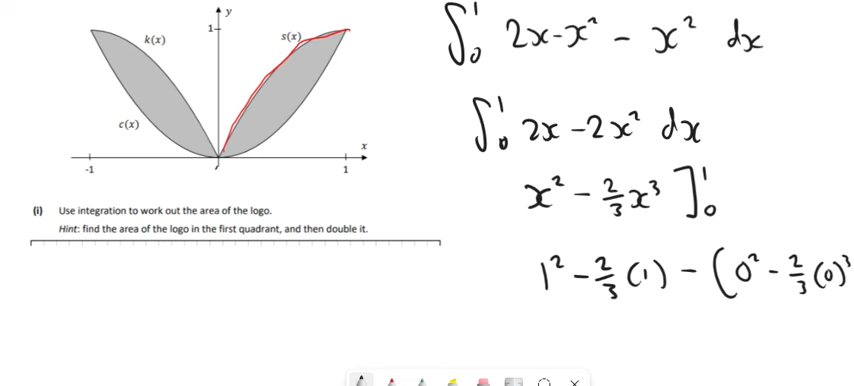 y
1
k(x)
s(x)
c(x)
x
-1
1
(i) Use integration to work out the area of the logo.
Hint: find the area of the logo in the first quadrant, and then double it.
∫₀¹ 2x-x² - x² dx
∫₀¹ 2x - 2x² dx
x² - 2/3 x³ ]₀¹
1² - 2/3 (1) - (0² - 2/3 (0)³